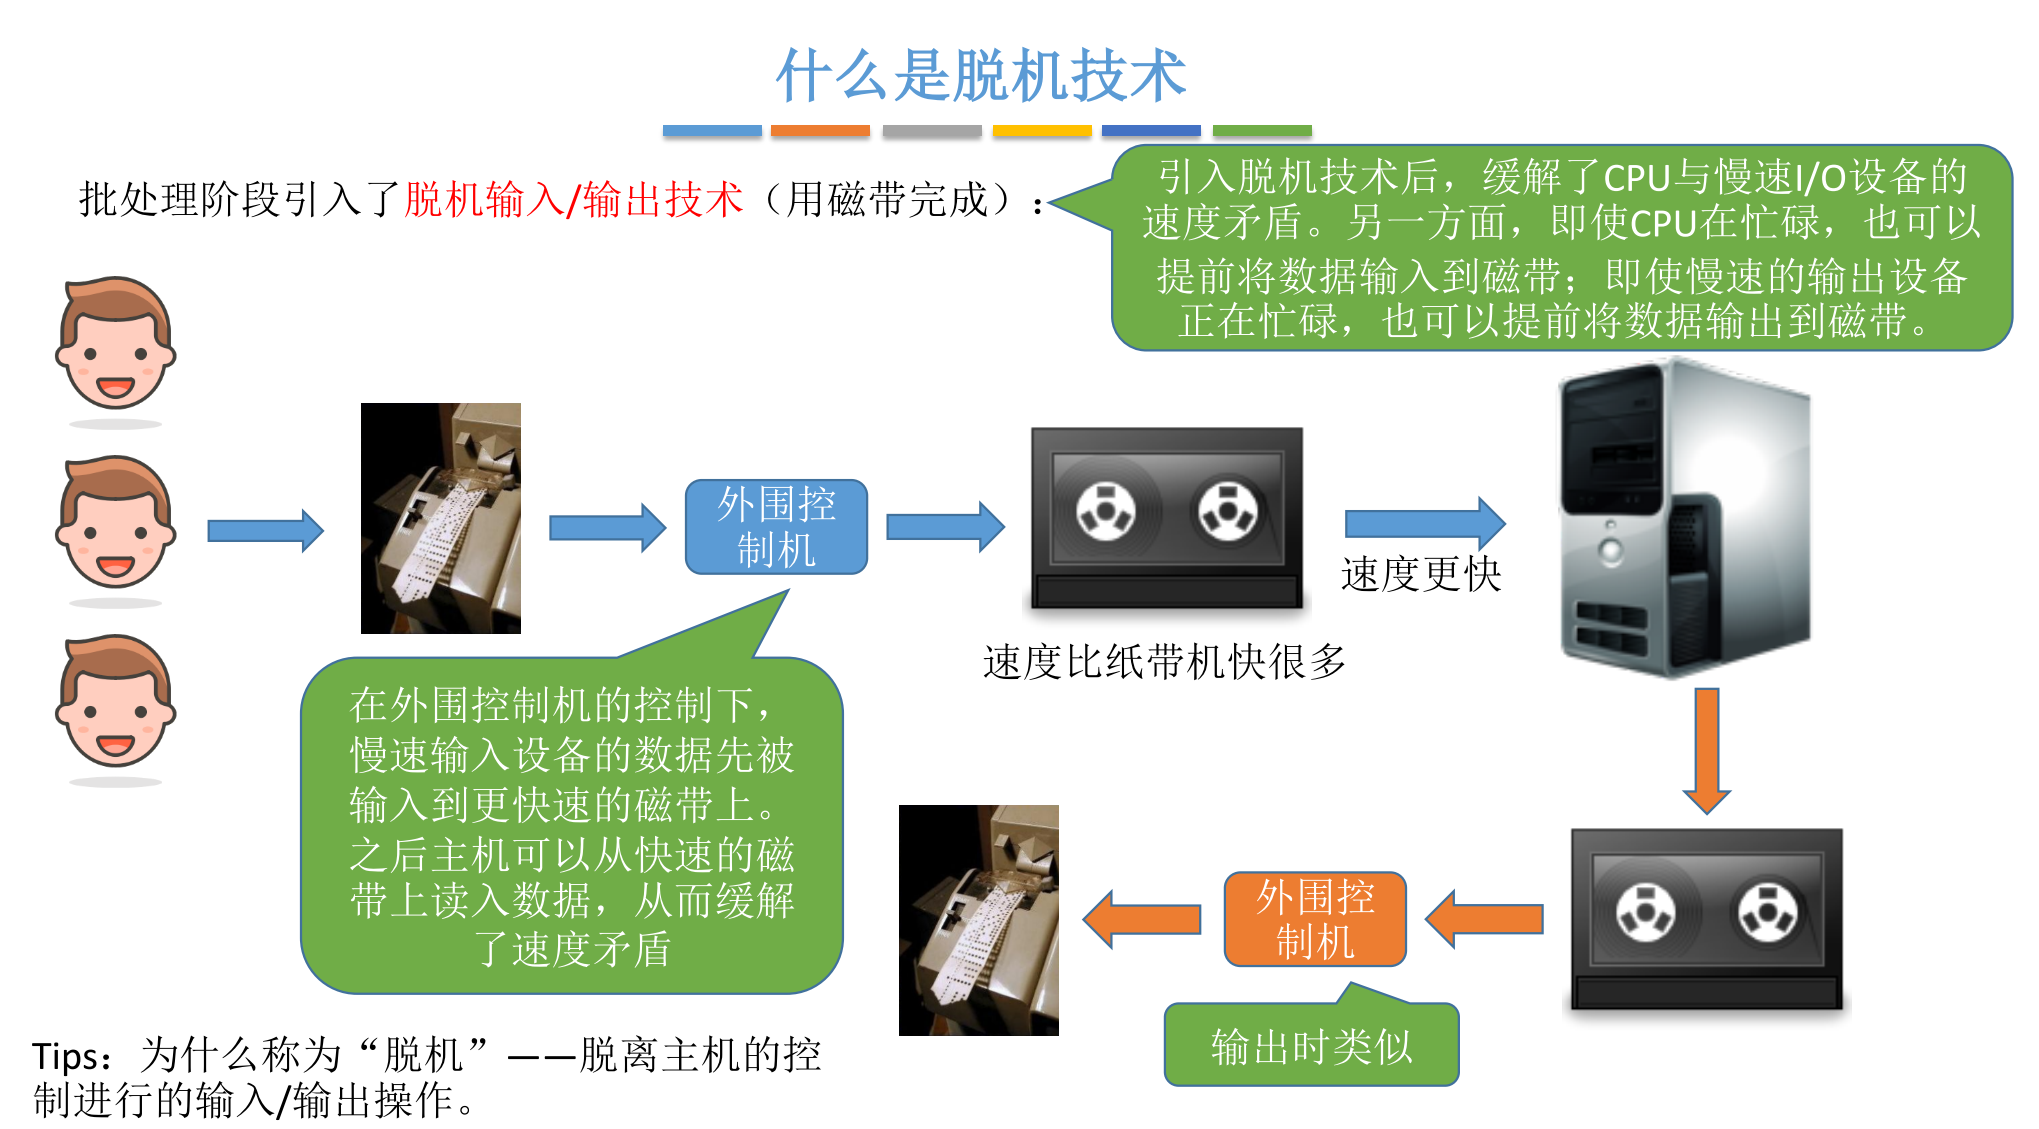 什么是脱机技术
批处理阶段引入了脱机输入/输出技术（用磁带完成）：
引入脱机技术后，缓解了CPU与慢速I/O设备的
速度矛盾。另一方面，即使CPU在忙碌，也可以
提前将数据输入到磁带；即使慢速的输出设备
正在忙碌，也可以提前将数据输出到磁带。
外围控
制机
速度更快
速度比纸带机快很多
在外围控制机的控制下，
慢速输入设备的数据先被
输入到更快速的磁带上。
之后主机可以从快速的磁
带上读入数据，从而缓解
了速度矛盾
外围控
制机
输出时类似
Tips：为什么称为“脱机”——脱离主机的控
制进行的输入/输出操作。